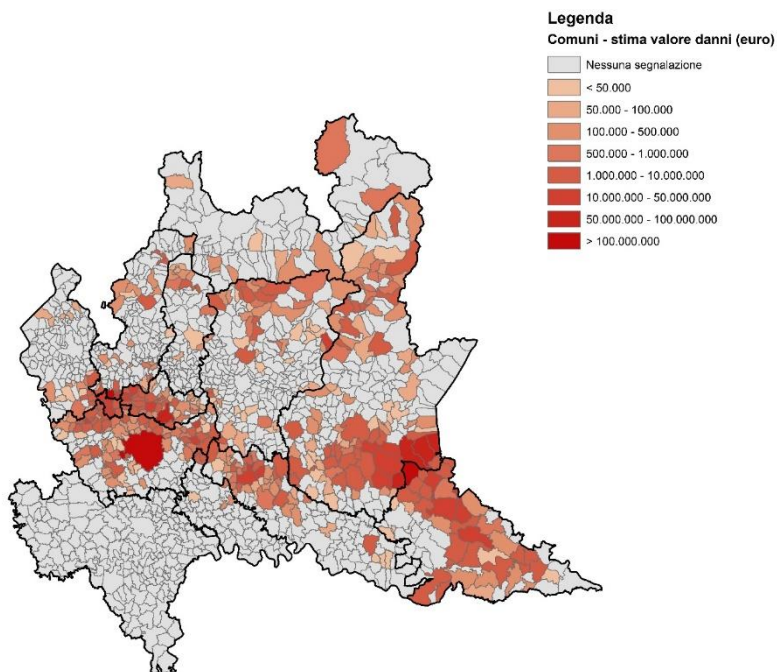 Legenda
Comuni - stima valore danni (euro)
Nessuna segnalazione
< 50.000
50.000 - 100.000
100.000 - 500.000
500.000 - 1.000.000
1.000.000 - 10.000.000
10.000.000 - 50.000.000
50.000.000 - 100.000.000
> 100.000.000